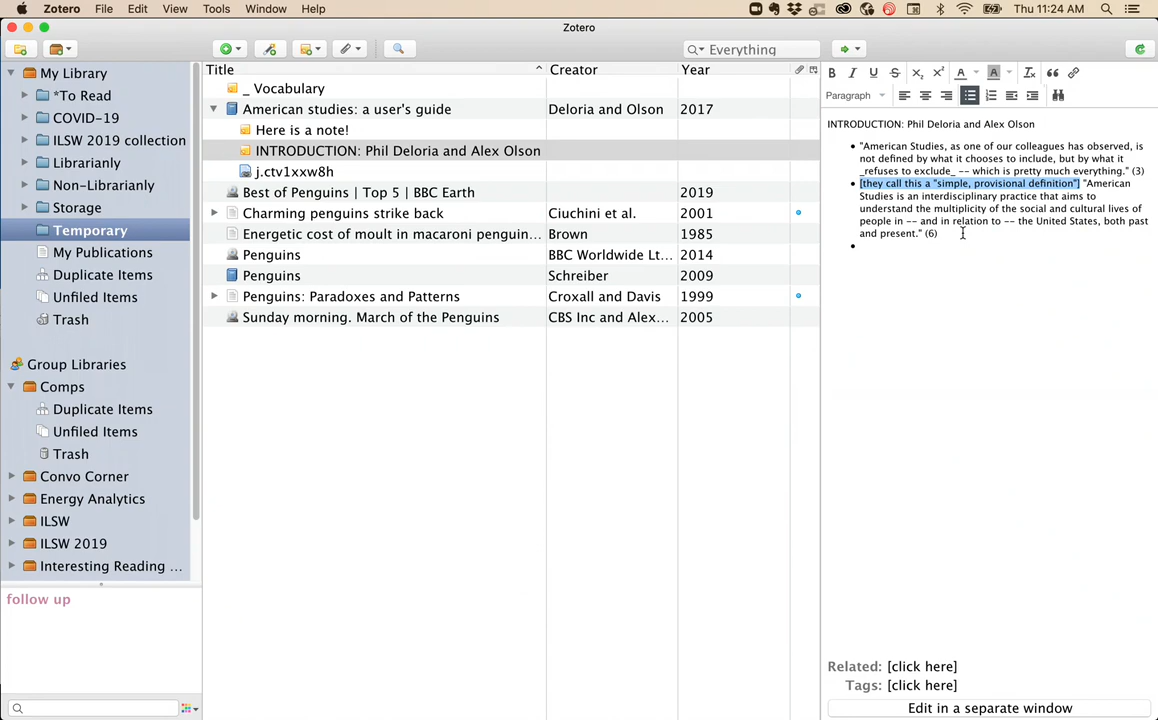 Zotero File Edit View Tools Window Help Thu 11:24 AM
Zotero
Everything
My Library
*To Read
COVID-19
ILSW 2019 collection
Librarianly
Non-Librarianly
Storage
Temporary
My Publications
Duplicate Items
Unfiled Items
Trash
Group Libraries
Comps
Duplicate Items
Unfiled Items
Trash
Convo Corner
Energy Analytics
ILSW
ILSW 2019
Interesting Reading ...
follow up
Title Creator Year
_ Vocabulary
American studies: a user's guide Deloria and Olson 2017
Here is a note!
INTRODUCTION: Phil Deloria and Alex Olson
j.ctv1xxw8h
Best of Penguins | Top 5 | BBC Earth 2019
Charming penguins strike back Ciuchini et al. 2001
Energetic cost of moult in macaroni penguin... Brown 1985
Penguins BBC Worldwide Lt... 2014
Penguins Schreiber 2009
Penguins: Paradoxes and Patterns Croxall and Davis 1999
Sunday morning. March of the Penguins CBS Inc and Alex... 2005
B I U S X₂ X² A A Tx
Paragraph
INTRODUCTION: Phil Deloria and Alex Olson
• "American Studies, as one of our colleagues has observed, is
not defined by what it chooses to include, but by what it
_refuses to exclude_ -- which is pretty much everything." (3)
• [they call this a "simple, provisional definition"] "American
Studies is an interdisciplinary practice that aims to
understand the multiplicity of the social and cultural lives of
people in -- and in relation to -- the United States, both past
and present." (6)
•
Related: [click here]
Tags: [click here]
Edit in a separate window